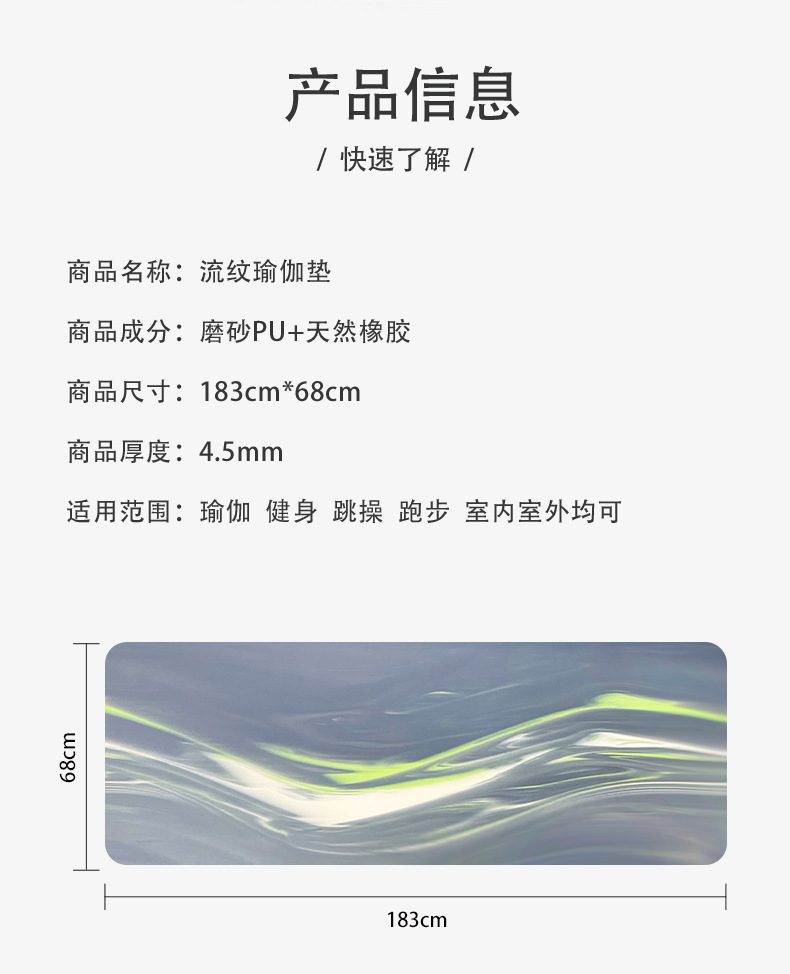 产品信息
/ 快速了解 /
商品名称：流纹瑜伽垫
商品成分：磨砂PU+天然橡胶
商品尺寸：183cm*68cm
商品厚度：4.5mm
适用范围：瑜伽 健身 跳操 跑步 室内室外均可
68cm
183cm